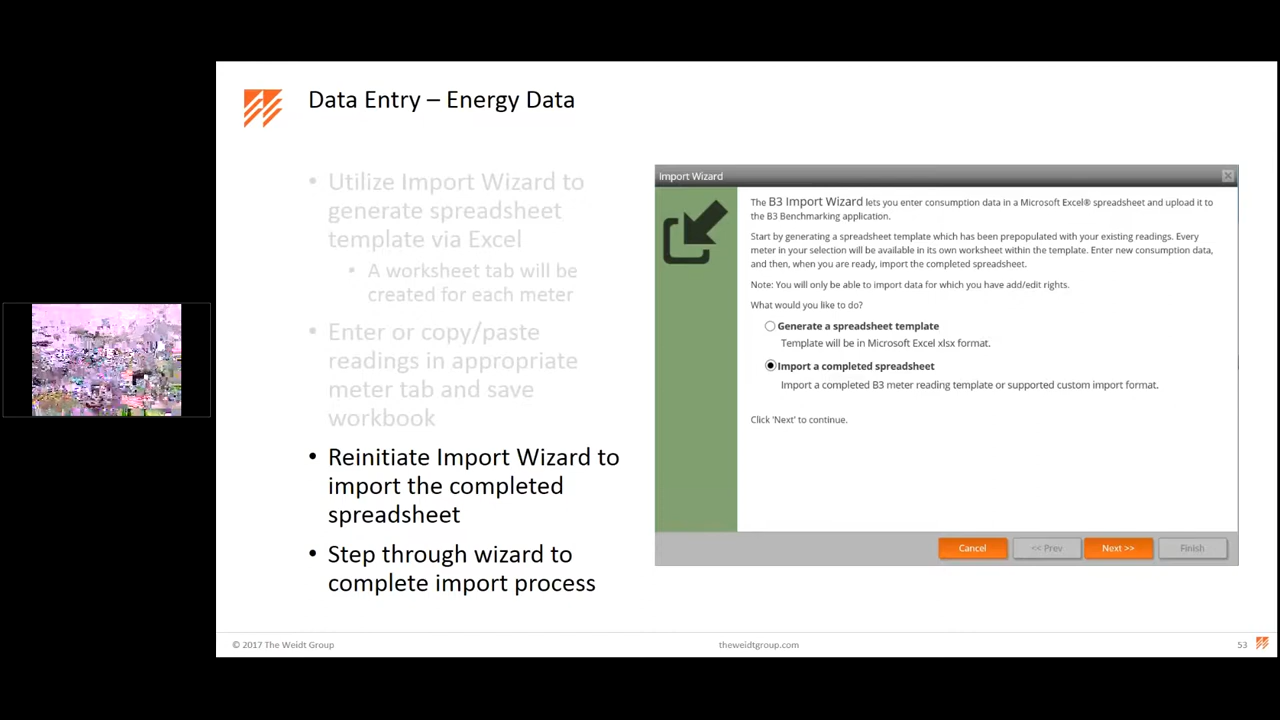 Data Entry – Energy Data
• Utilize Import Wizard to
generate spreadsheet
template via Excel
• A worksheet tab will be
created for each meter
• Enter or copy/paste
readings in appropriate
meter tab and save
workbook
• Reinitiate Import Wizard to
import the completed
spreadsheet
• Step through wizard to
complete import process
Import Wizard
The B3 Import Wizard lets you enter consumption data in a Microsoft Excel® spreadsheet and upload it to
the B3 Benchmarking application.
Start by generating a spreadsheet template which has been prepopulated with your existing readings. Every
meter in your selection will be available in its own worksheet within the template. Enter new consumption data,
and then, when you are ready, import the completed spreadsheet.
Note: You will only be able to import data for which you have add/edit rights.
What would you like to do?
Generate a spreadsheet template
Template will be in Microsoft Excel xlsx format.
Import a completed spreadsheet
Import a completed B3 meter reading template or supported custom import format.
Click 'Next' to continue.
Cancel
<< Prev
Next >>
Finish
© 2017 The Weidt Group
theweidtgroup.com
53